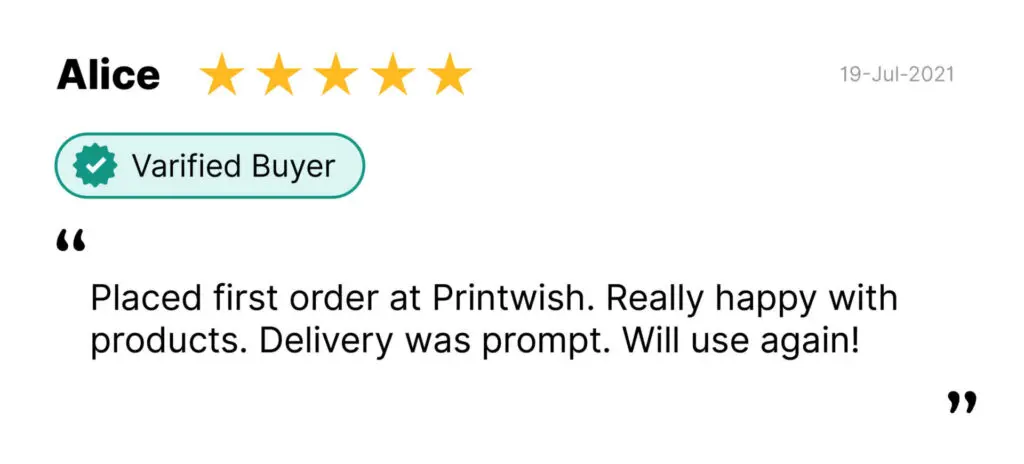 Alice
19-Jul-2021
Varified Buyer
“
Placed first order at Printwish. Really happy with
products. Delivery was prompt. Will use again!
”